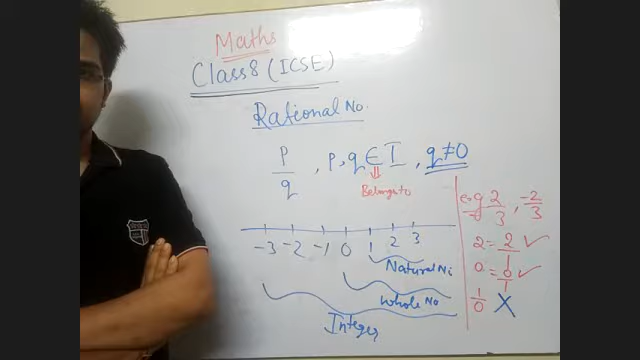 Maths
Class 8 (ICSE)
Rational No.
P/q , P, q ∈ I , q ≠ 0
Belongs to
-3 -2 -1 0 1 2 3
Natural No
Whole No
Integer
e.g 2/3 , -2/3
2 = 2/1 ✓
0 = 0/1 ✓
1/0 X